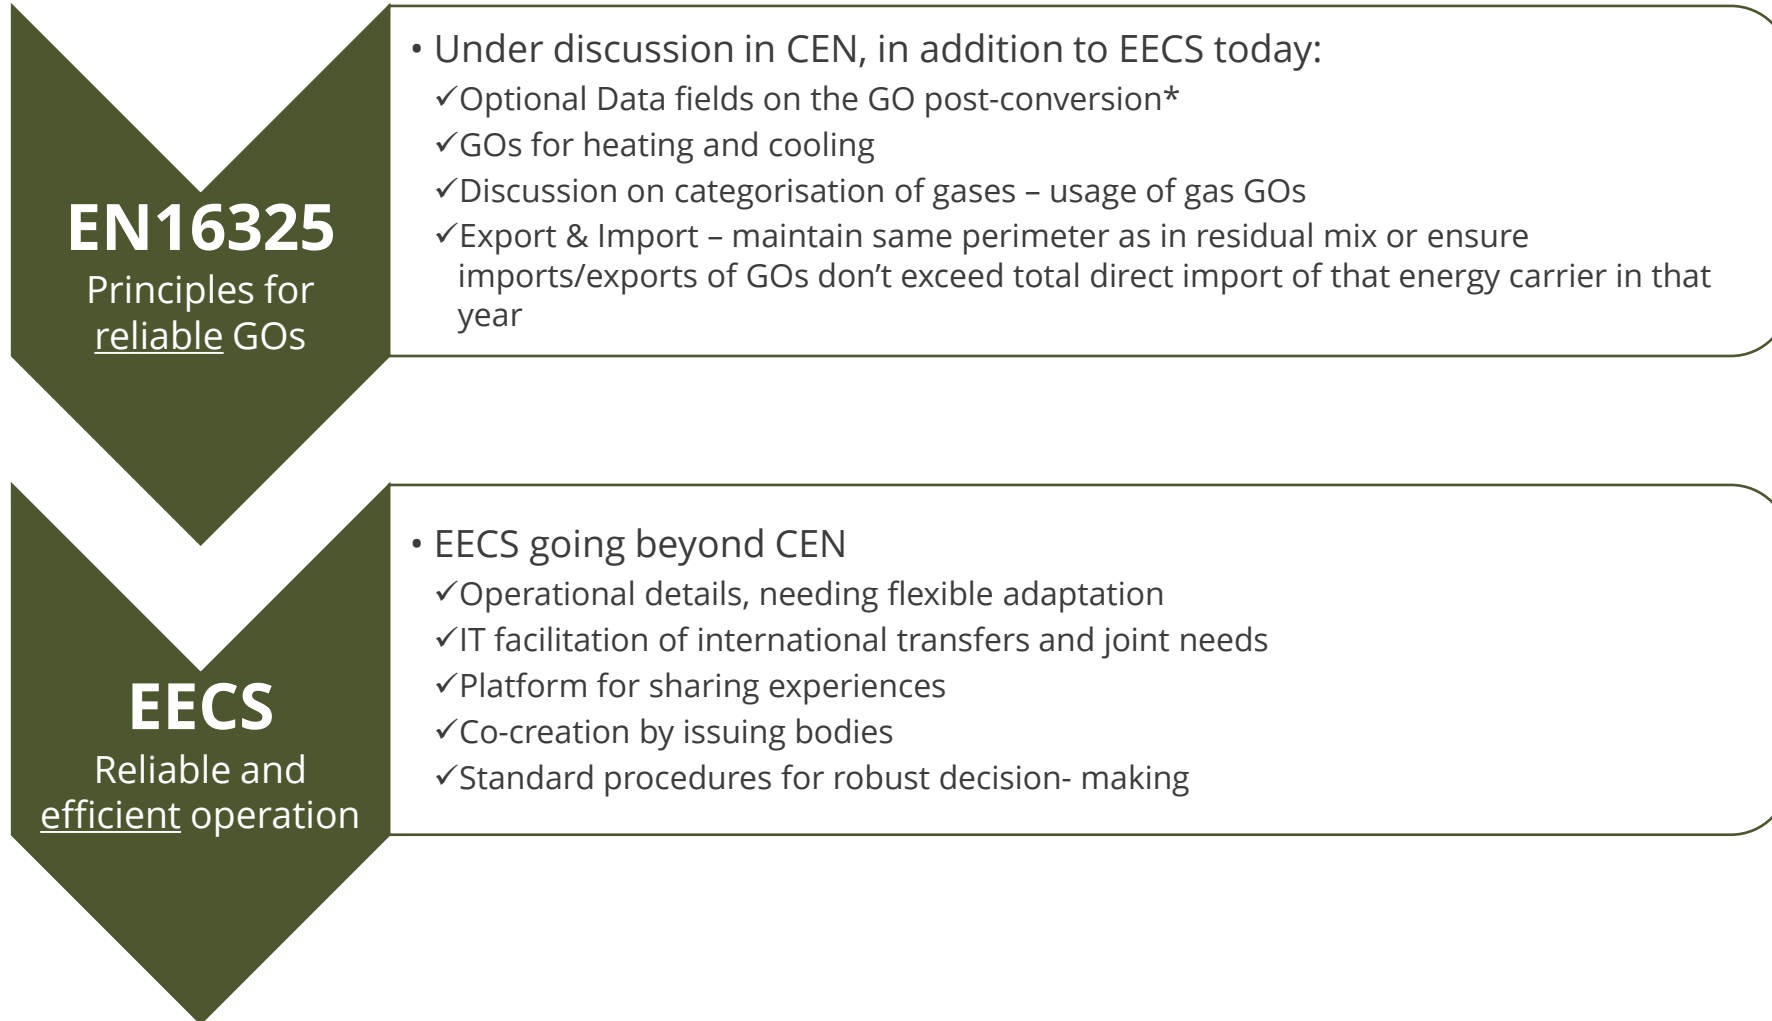 EN16325
Principles for
reliable GOs
• Under discussion in CEN, in addition to EECS today:
✓Optional Data fields on the GO post-conversion*
✓GOs for heating and cooling
✓Discussion on categorisation of gases – usage of gas GOs
✓Export & Import – maintain same perimeter as in residual mix or ensure
imports/exports of GOs don’t exceed total direct import of that energy carrier in that
year
EECS
Reliable and
efficient operation
• EECS going beyond CEN
✓Operational details, needing flexible adaptation
✓IT facilitation of international transfers and joint needs
✓Platform for sharing experiences
✓Co-creation by issuing bodies
✓Standard procedures for robust decision- making